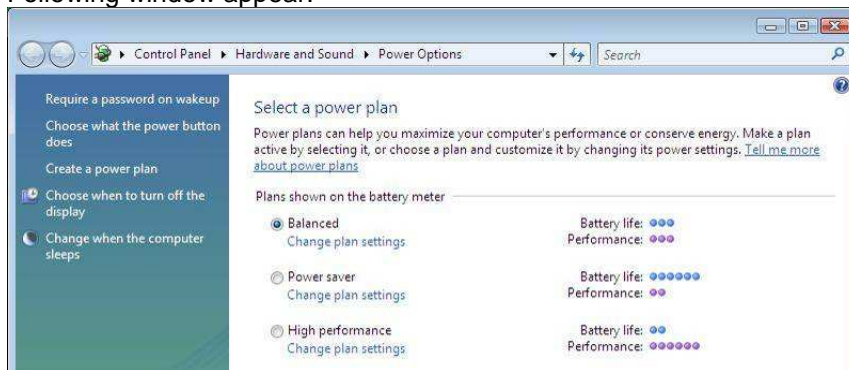 Following window appear:
Control Panel Hardware and Sound Power Options Search
Require a password on wakeup
Choose what the power button
does
Create a power plan
Choose when to turn off the
display
Change when the computer
sleeps
Select a power plan
Power plans can help you maximize your computer's performance or conserve energy. Make a plan
active by selecting it, or choose a plan and customize it by changing its power settings. Tell me more
about power plans
Plans shown on the battery meter
Balanced Battery life:
Change plan settings Performance:
Power saver Battery life:
Change plan settings Performance:
High performance Battery life:
Change plan settings Performance: